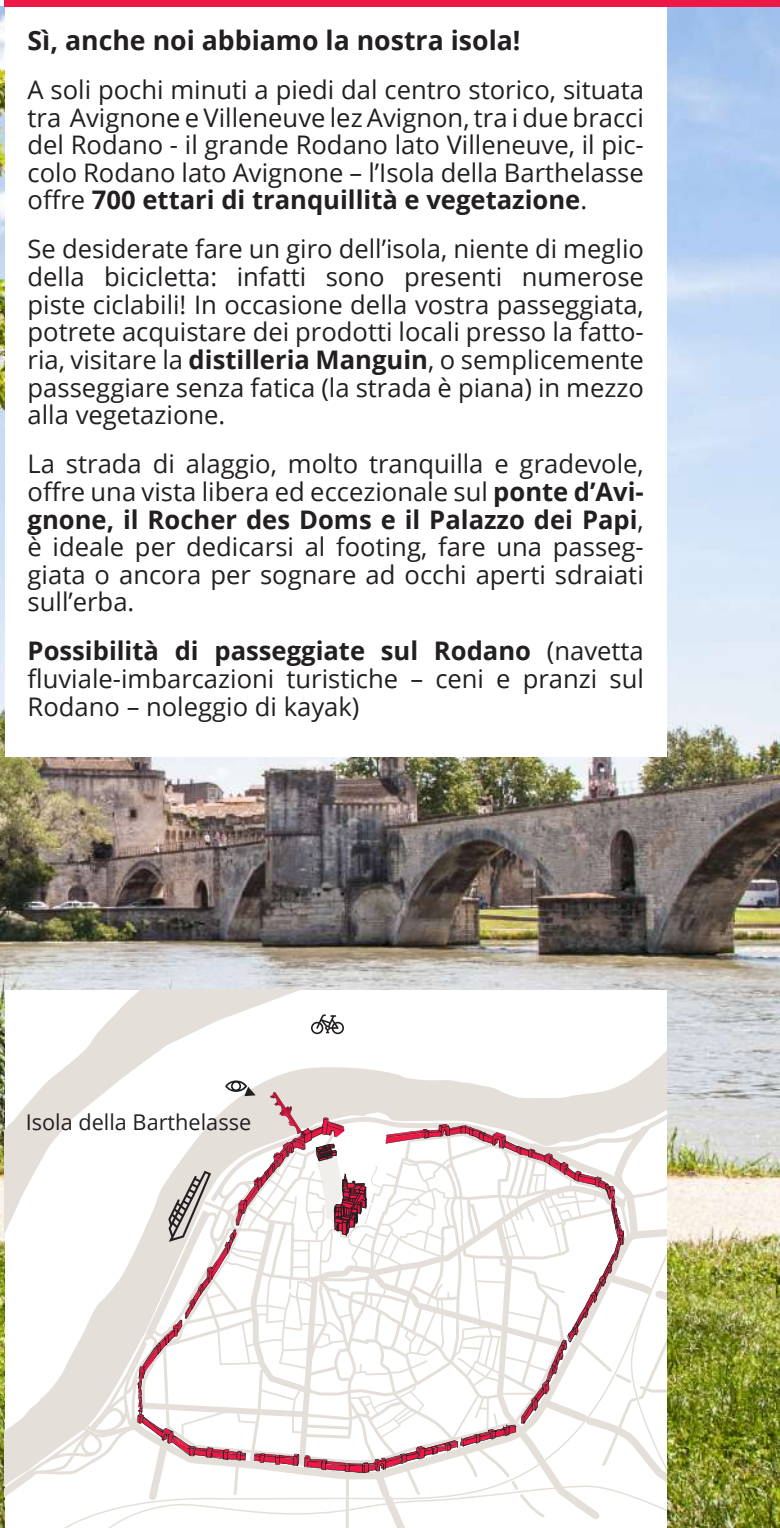 Sì, anche noi abbiamo la nostra isola!
A soli pochi minuti a piedi dal centro storico, situata
tra Avignone e Villeneuve lez Avignon, tra i due bracci
del Rodano - il grande Rodano lato Villeneuve, il pic-
colo Rodano lato Avignone – l’Isola della Barthelasse
offre 700 ettari di tranquillità e vegetazione.
Se desiderate fare un giro dell’isola, niente di meglio
della bicicletta: infatti sono presenti numerose
piste ciclabili! In occasione della vostra passeggiata,
potrete acquistare dei prodotti locali presso la fatto-
ria, visitare la distilleria Manguin, o semplicemente
passeggiare senza fatica (la strada è piana) in mezzo
alla vegetazione.
La strada di alaggio, molto tranquilla e gradevole,
offre una vista libera ed eccezionale sul ponte d’Avi-
gnone, il Rocher des Doms e il Palazzo dei Papi,
è ideale per dedicarsi al footing, fare una passeg-
giata o ancora per sognare ad occhi aperti sdraiati
sull’erba.
Possibilità di passeggiate sul Rodano (navetta
fluviale-imbarcazioni turistiche – ceni e pranzi sul
Rodano – noleggio di kayak)
Isola della Barthelasse